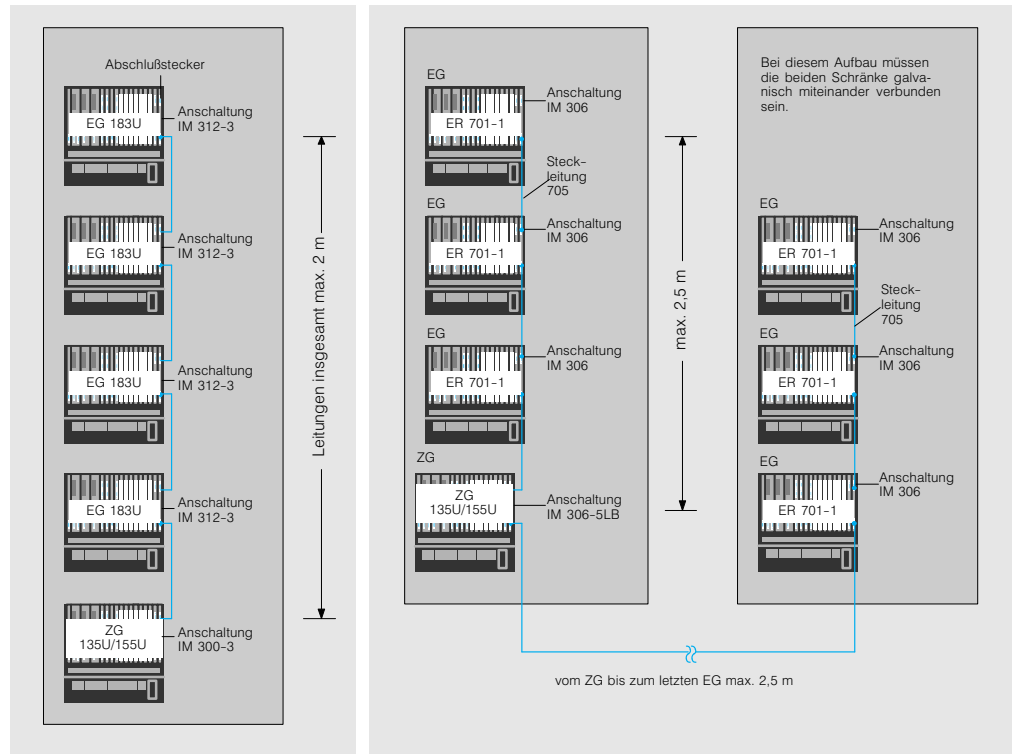 Abschlußstecker
EG 183U
Anschaltung
IM 312-3
EG 183U
Anschaltung
IM 312-3
EG 183U
Anschaltung
IM 312-3
EG 183U
Anschaltung
IM 312-3
ZG
135U/155U
Anschaltung
IM 300-3
Leitungen insgesamt max. 2 m
EG
ER 701-1
Anschaltung
IM 306
Steck-
leitung
705
EG
ER 701-1
Anschaltung
IM 306
EG
ER 701-1
Anschaltung
IM 306
ZG
ZG
135U/155U
Anschaltung
IM 306-5LB
max. 2,5 m
Bei diesem Aufbau müssen
die beiden Schränke galva-
nisch miteinander verbunden
sein.
EG
ER 701-1
Anschaltung
IM 306
Steck-
leitung
705
EG
ER 701-1
Anschaltung
IM 306
EG
ER 701-1
Anschaltung
IM 306
vom ZG bis zum letzten EG max. 2,5 m